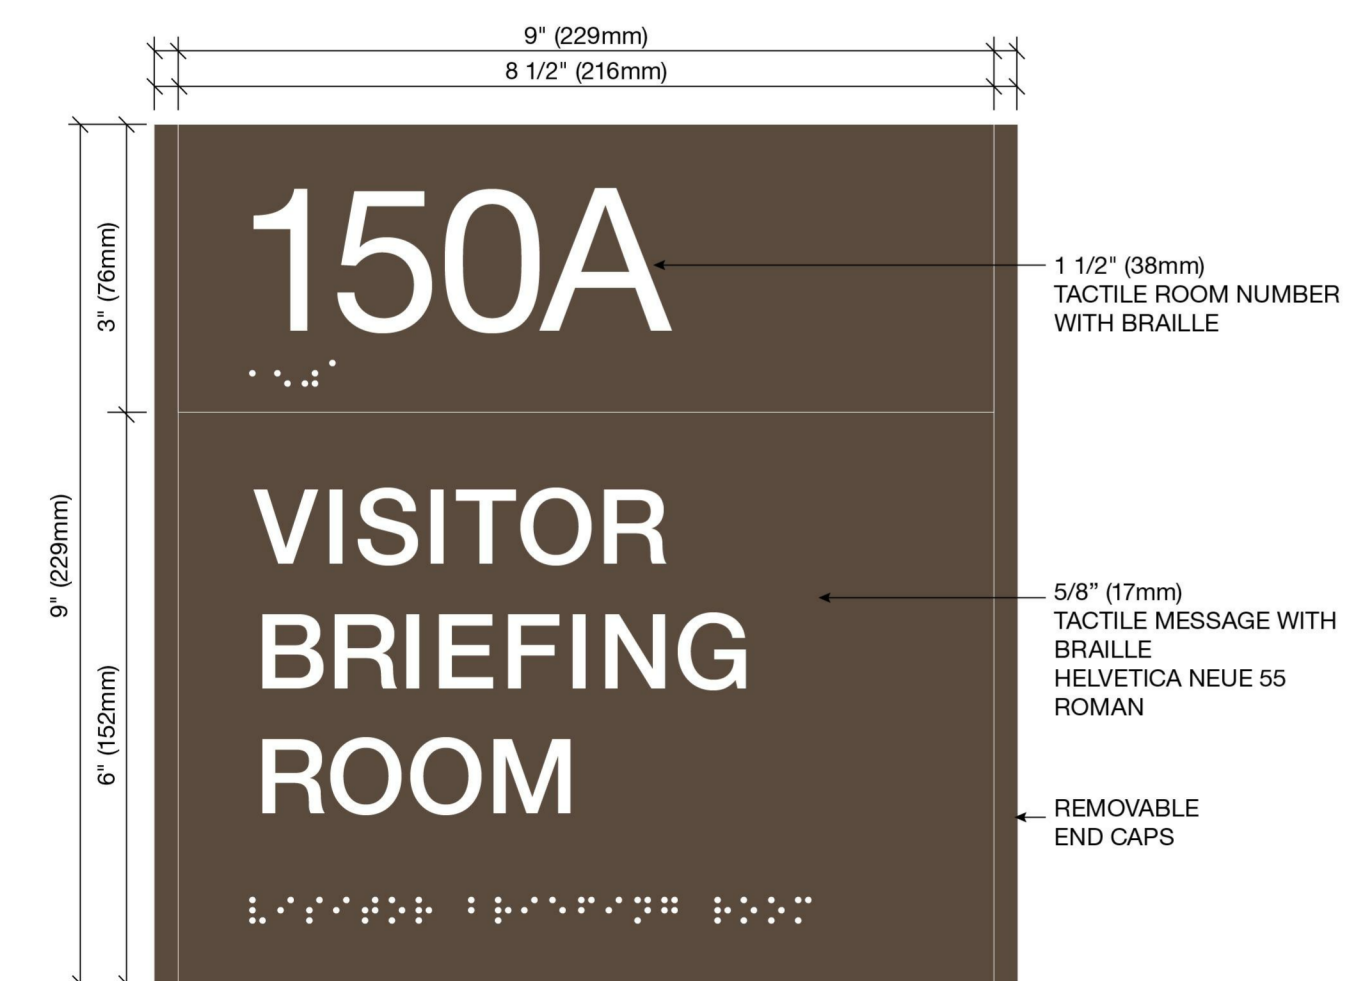 9" (229mm)
8 1/2" (216mm)
3" (76mm)
150A
1 1/2" (38mm)
TACTILE ROOM NUMBER
WITH BRAILLE
9" (229mm)
6" (152mm)
VISITOR
BRIEFING
ROOM
5/8” (17mm)
TACTILE MESSAGE WITH
BRAILLE
HELVETICA NEUE 55
ROMAN
REMOVABLE
END CAPS
⠧⠊⠎⠊⠞⠕⠗ ⠃⠗⠊⠑⠋⠊⠝⠛ ⠗⠕⠕⠍